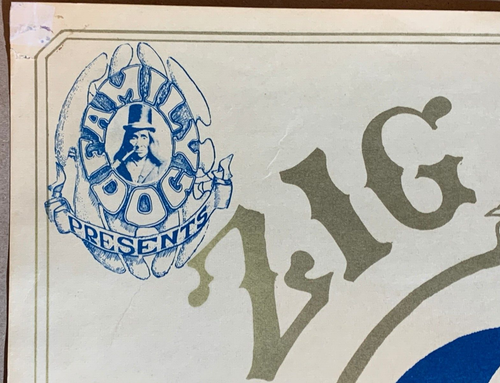 FAMILY
DOG
PRESENTS
ZIG